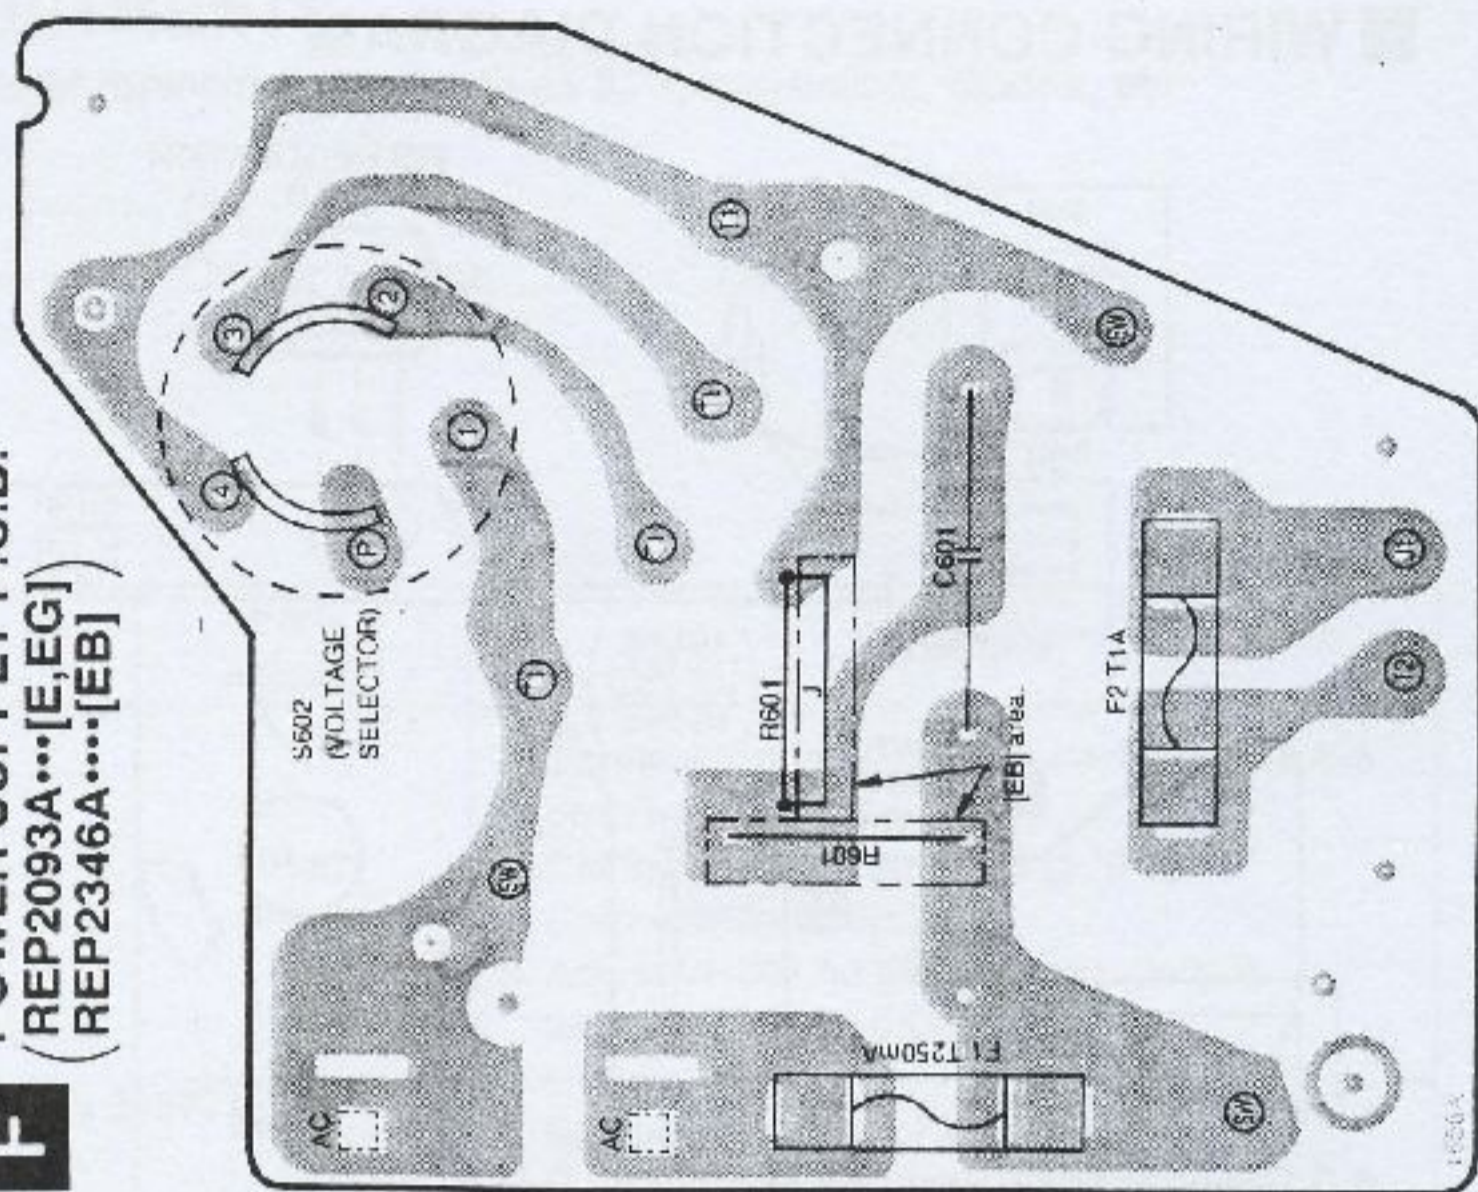 F
(REP2093A•••[E,EG]
(REP2346A••••[EB]
S602
(VOLTAGE
SELECTOR)
3
2
4
1
P
T1
T1
T1
T1
SW
SW
SW
R601
J
R601
C601
[EB] area.
F2 T1A
J1
T2
AC
AC
F1 T250mA